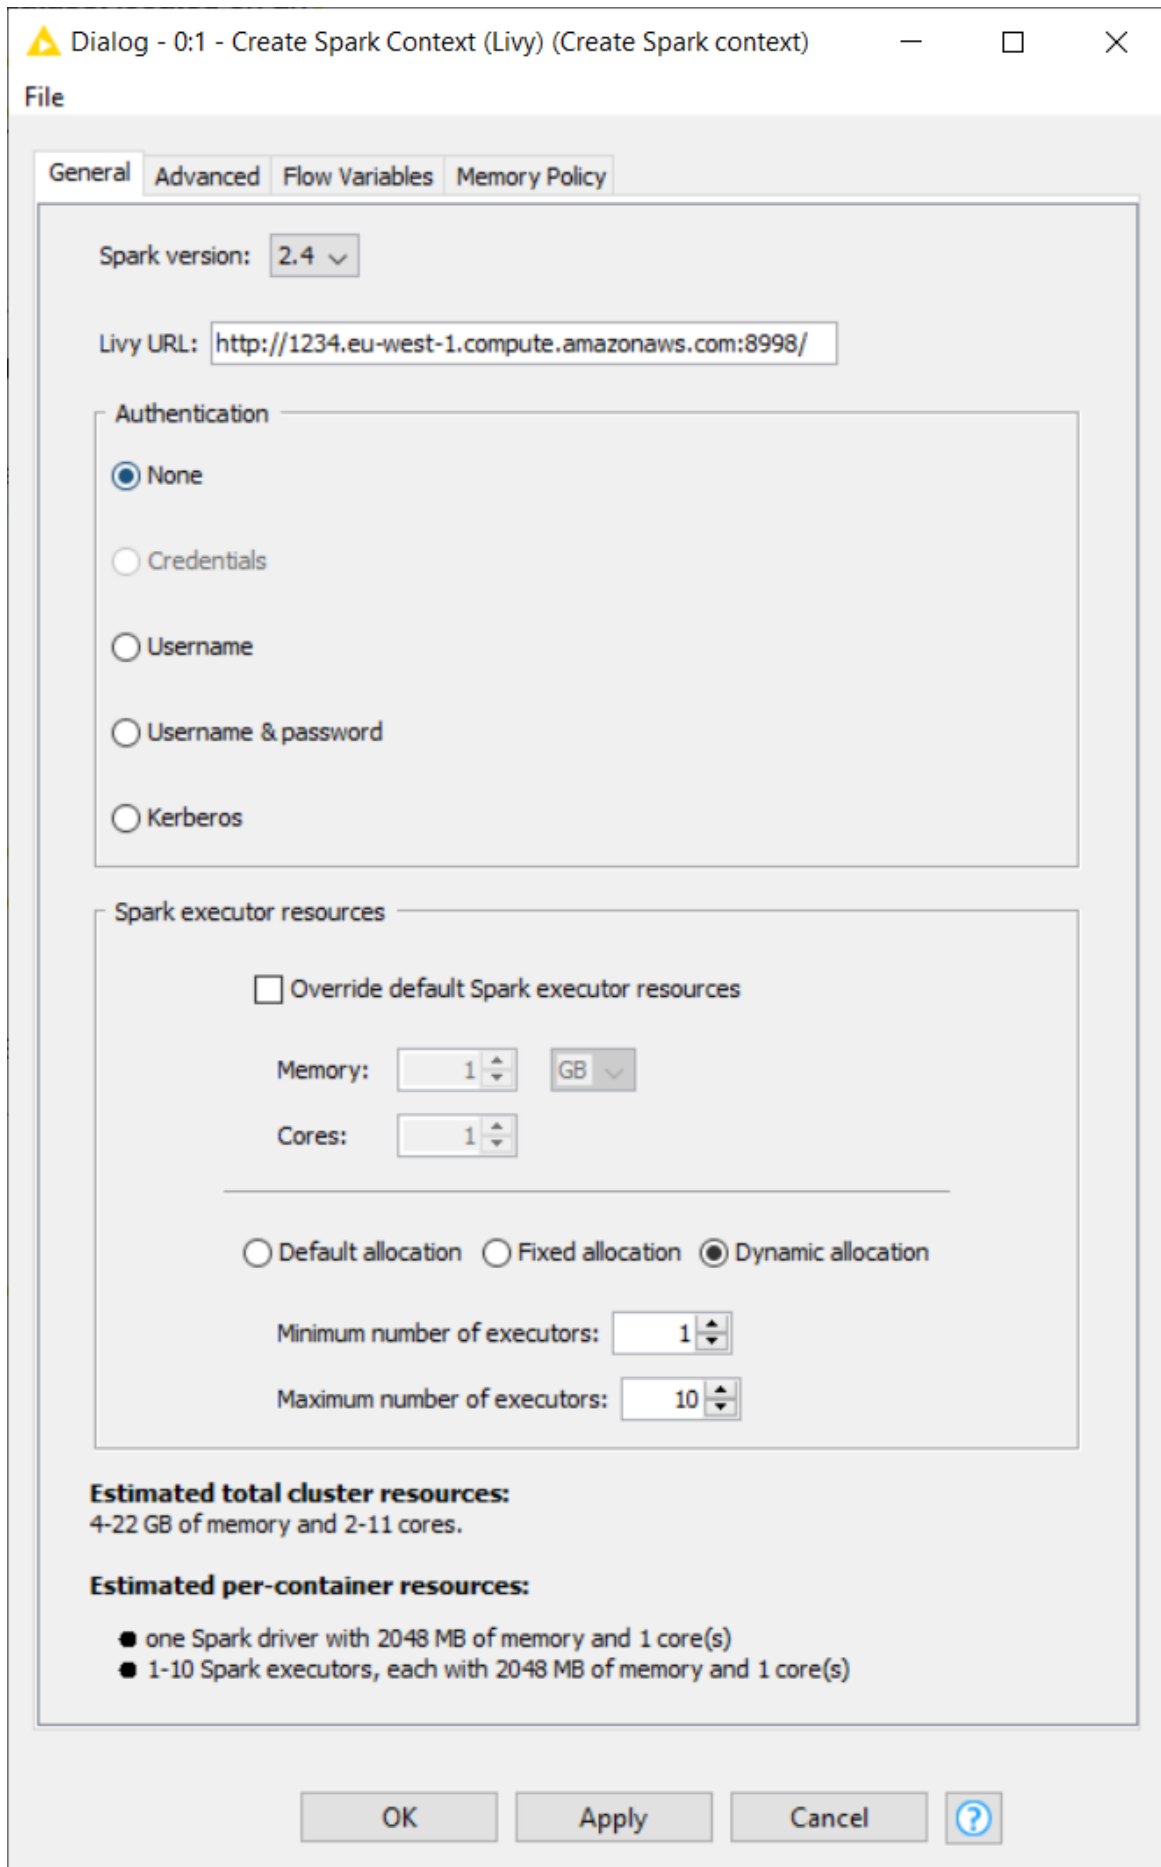 Dialog - 0:1 - Create Spark Context (Livy) (Create Spark context)
File
General Advanced Flow Variables Memory Policy
Spark version: 2.4
Livy URL: http://1234.eu-west-1.compute.amazonaws.com:8998/
Authentication
None
Credentials
Username
Username & password
Kerberos
Spark executor resources
Override default Spark executor resources
Memory: 1 GB
Cores: 1
Default allocation Fixed allocation Dynamic allocation
Minimum number of executors: 1
Maximum number of executors: 10
Estimated total cluster resources:
4-22 GB of memory and 2-11 cores.
Estimated per-container resources:
one Spark driver with 2048 MB of memory and 1 core(s)
1-10 Spark executors, each with 2048 MB of memory and 1 core(s)
OK Apply Cancel ?